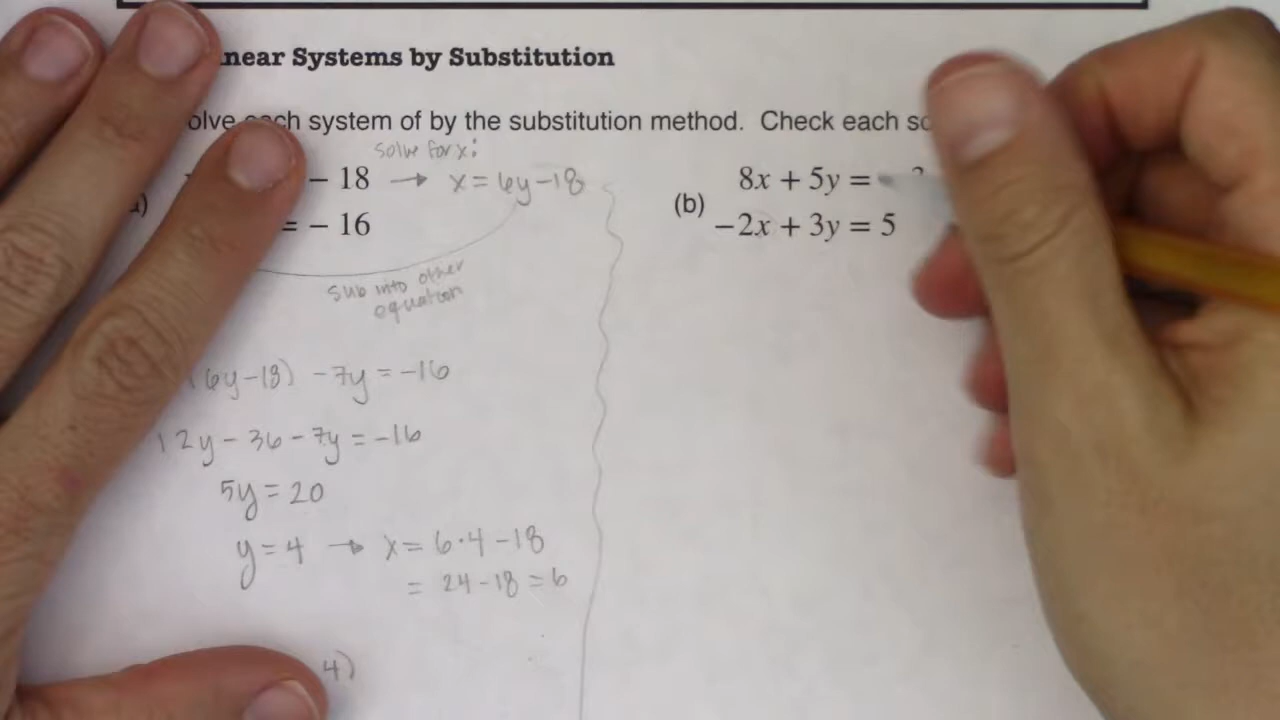 near Systems by Substitution
olve each system of by the substitution method. Check each so
solve for x:
– 18 → x = 6y – 18
= – 16
sub into other
equation
(6y – 18) – 7y = –16
12y – 36 – 7y = –16
5y = 20
y = 4 → x = 6·4 – 18
= 24 – 18 = 6
4)
(b)
8x + 5y =
–2x + 3y = 5